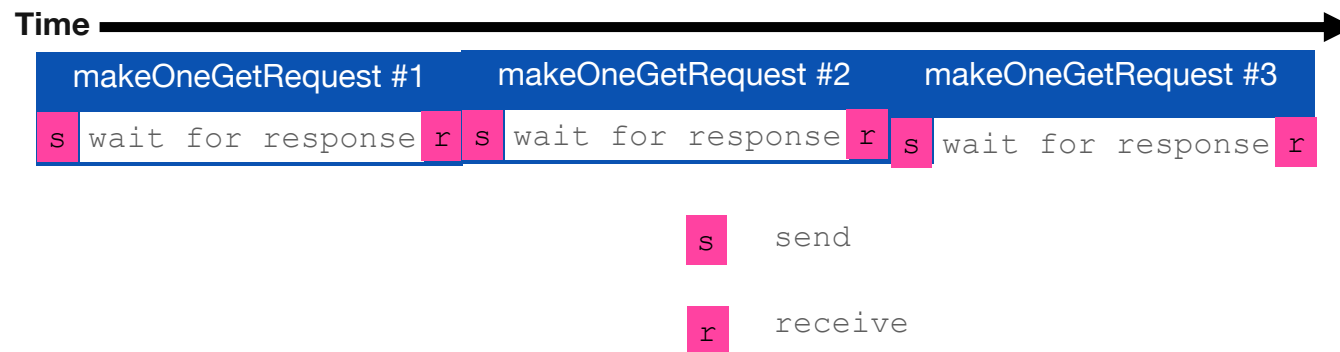 Time
makeOneGetRequest #1 makeOneGetRequest #2 makeOneGetRequest #3
s wait for response r s wait for response r s wait for response r
s send
r receive